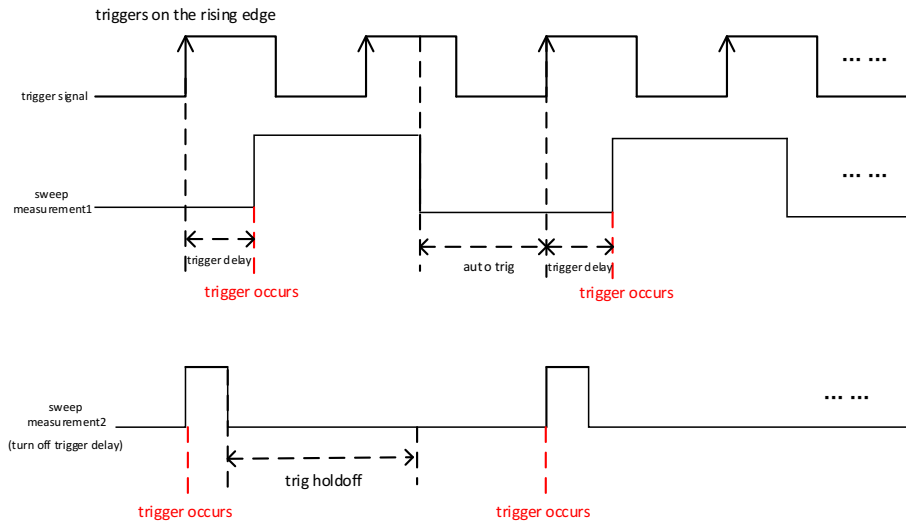 triggers on the rising edge
trigger signal
... ...
sweep
measurement1
... ...
trigger delay
auto trig
trigger delay
trigger occurs
trigger occurs
sweep
measurement2
(turn off trigger delay)
... ...
trig holdoff
trigger occurs
trigger occurs